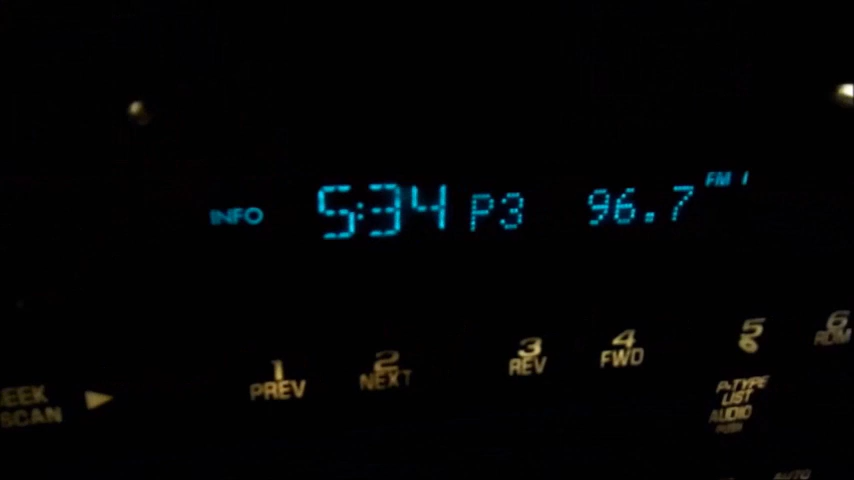 FM 1
INFO 5:34 P3 96.7
1 2 3 4 5 6
PREV NEXT REV FWD RDM
SCAN
P-TYPE
LIST
AUDIO
PUSH
AUTO